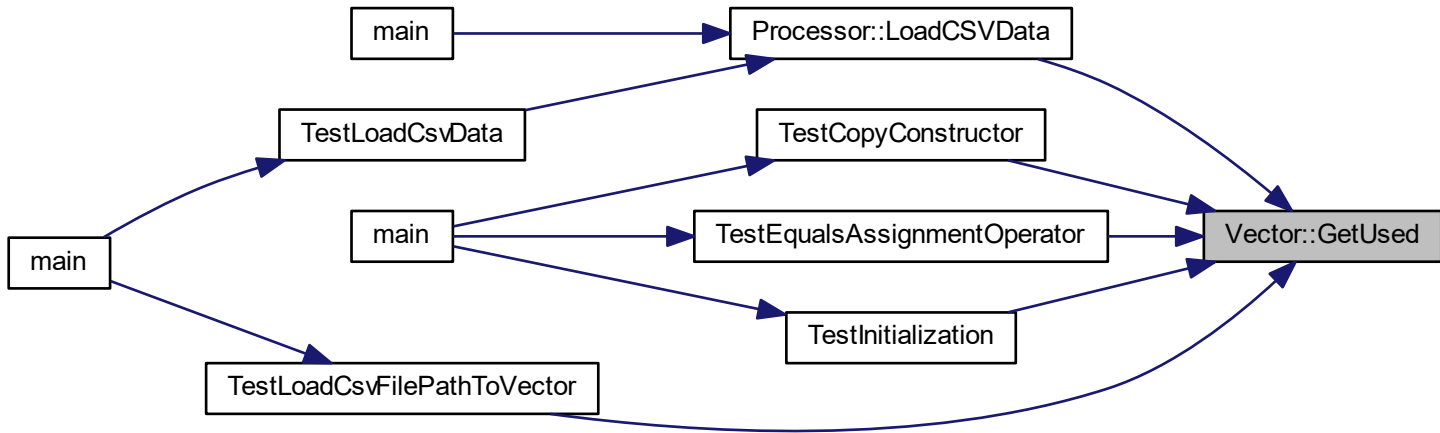 main
Processor::LoadCSVData
TestLoadCsvData
TestCopyConstructor
main
TestEqualsAssignmentOperator
Vector::GetUsed
main
TestInitialization
TestLoadCsvFilePathToVector